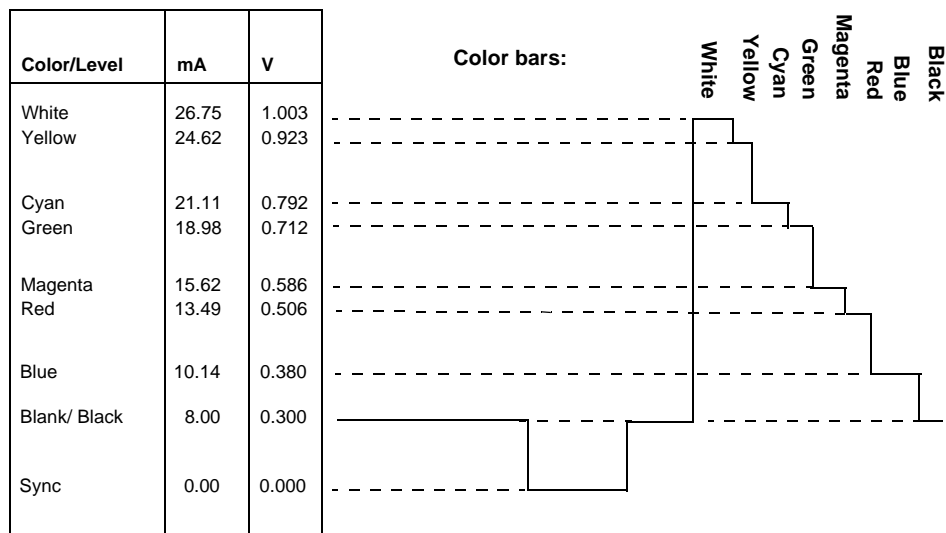 Color/Level mA V
Color bars:
White
Yellow
Cyan
Green
Magenta
Red
Blue
Black
White 26.75 1.003
Yellow 24.62 0.923
Cyan 21.11 0.792
Green 18.98 0.712
Magenta 15.62 0.586
Red 13.49 0.506
Blue 10.14 0.380
Blank/ Black 8.00 0.300
Sync 0.00 0.000